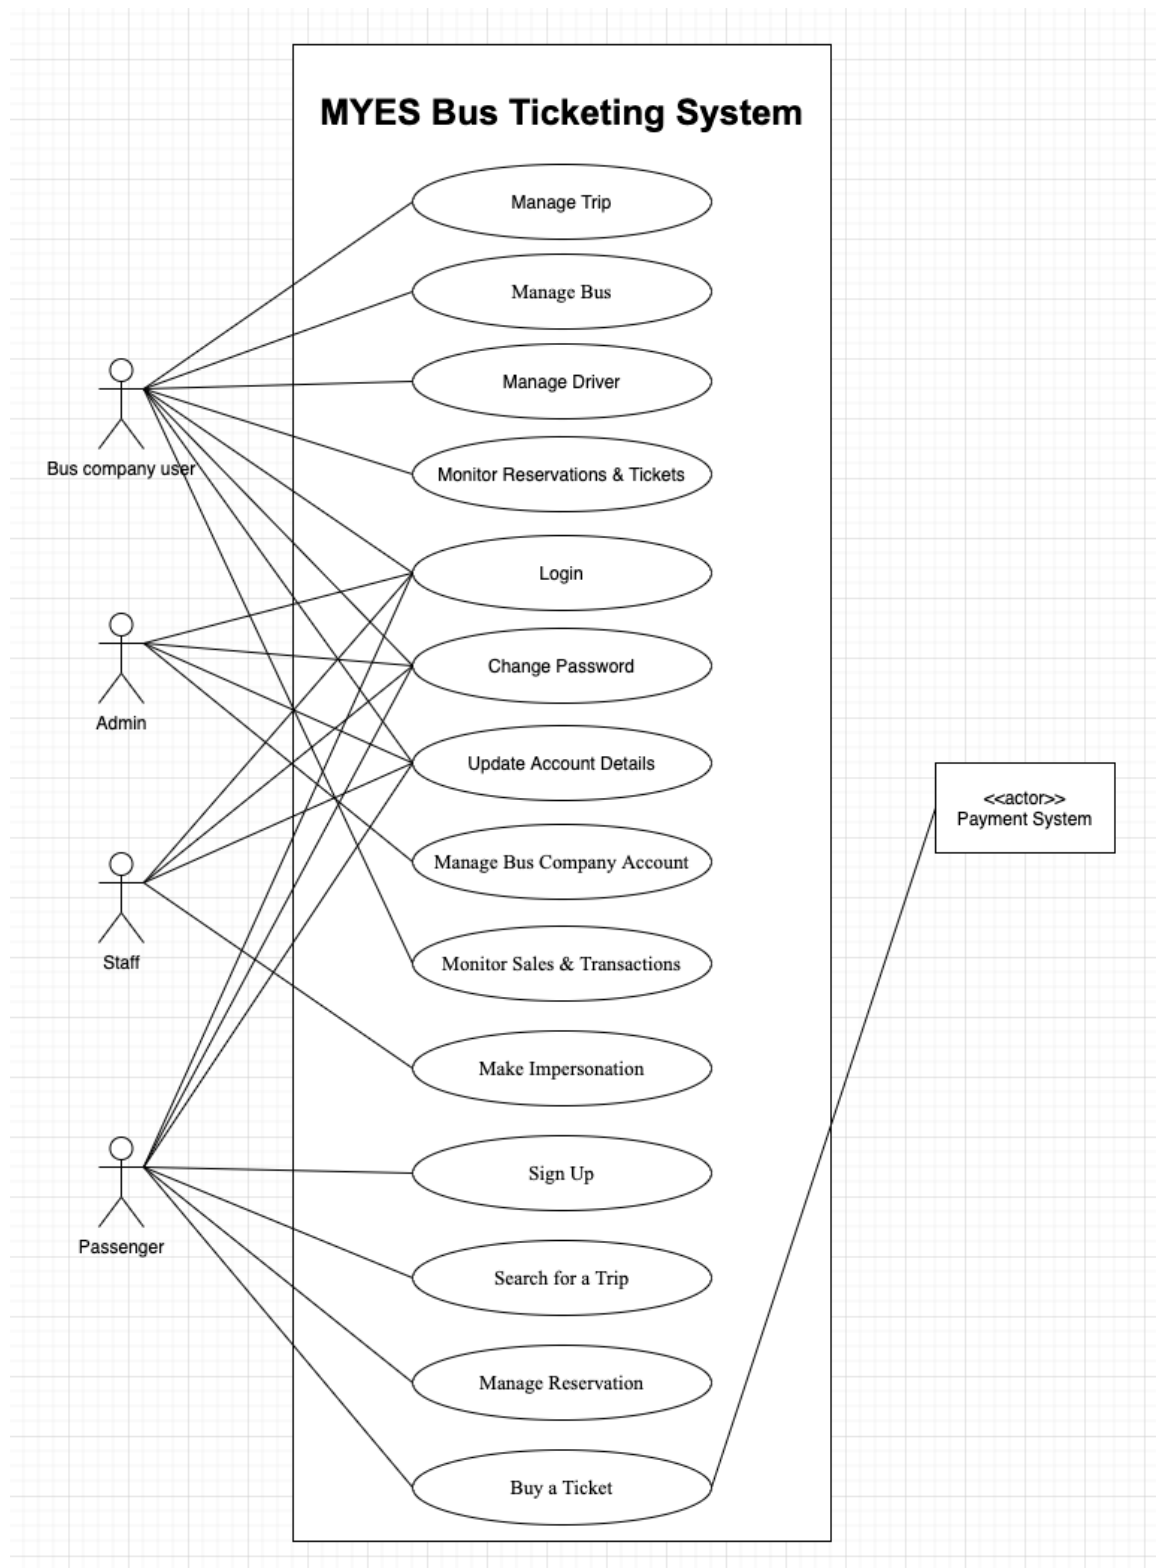 MYES Bus Ticketing System
Manage Trip
Manage Bus
Manage Driver
Monitor Reservations & Tickets
Bus company user
Login
Change Password
Admin
Update Account Details
<<actor>>
Payment System
Manage Bus Company Account
Monitor Sales & Transactions
Staff
Make Impersonation
Sign Up
Passenger
Search for a Trip
Manage Reservation
Buy a Ticket